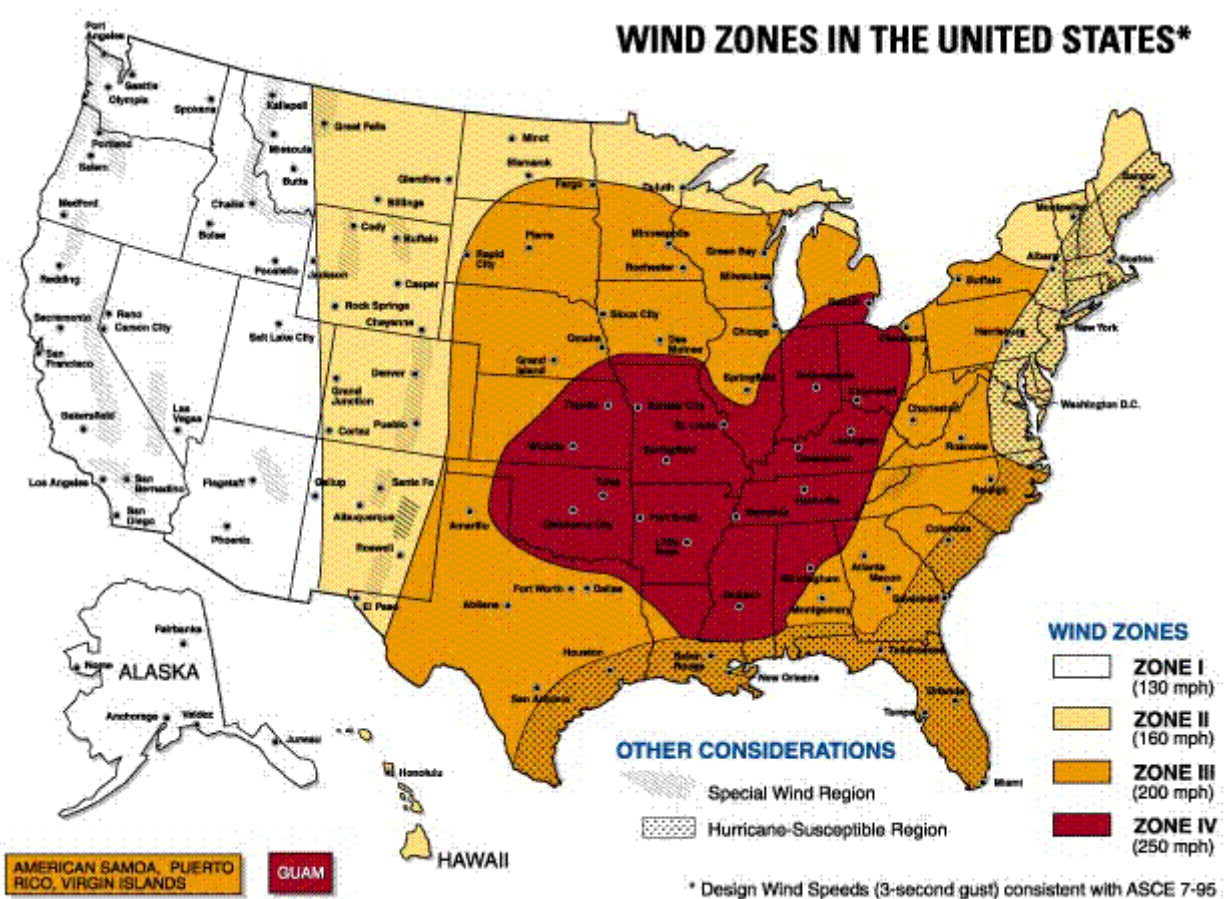 WIND ZONES IN THE UNITED STATES*
Port
Angeles
Seattle
Olympia
Spokane
Kalispell
Great Falls
Minot
Portland
Missoula
Bismarck
Salem
Butte
Glendive
Fargo
Duluth
Bangor
Medford
Challis
Billings
Montpelier
Boise
Cody
Buffalo
Pierre
Minneapolis
Green Bay
Redding
Pocatello
Jackson
Rapid
City
Rochester
Milwaukee
Albany
Boston
Buffalo
Casper
Sacramento
Reno
Carson City
Rock Springs
Sioux City
Chicago
Cleveland
Harrisburg
New York
San
Francisco
Salt Lake City
Cheyenne
Omaha
Des
Moines
Denver
Grand
Island
Springfield
Indianapolis
Cincinnati
Grand
Junction
Topeka
Kansas City
Charleston
Washington D.C.
Bakersfield
Las
Vegas
Cortez
Pueblo
St. Louis
Wichita
Lexington
Roanoke
Springfield
Los Angeles
San
Bernadino
Flagstaff
Gallup
Santa Fe
Tulsa
Nashville
Raleigh
San
Diego
Albuquerque
Amarillo
Oklahoma City
Fort Smith
Memphis
Phoenix
Roswell
Little
Rock
Columbia
Atlanta
Macon
Birmingham
El Paso
Abilene
Fort Worth
Dallas
Jackson
Montgomery
Savannah
Fairbanks
Nome
ALASKA
Houston
Baton
Rouge
New Orleans
Tallahassee
San Antonio
Orlando
Tampa
Anchorage
Valdez
Juneau
Miami
Honolulu
HAWAII
WIND ZONES
ZONE I
(130 mph)
ZONE II
(160 mph)
ZONE III
(200 mph)
ZONE IV
(250 mph)
OTHER CONSIDERATIONS
Special Wind Region
Hurricane-Susceptible Region
AMERICAN SAMOA, PUERTO
RICO, VIRGIN ISLANDS
GUAM
* Design Wind Speeds (3-second gust) consistent with ASCE 7-95